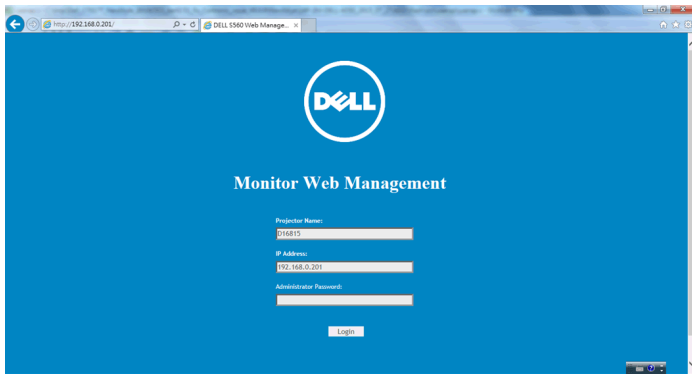 http://192.168.0.201/
DELL S560 Web Manage...
DELL
Monitor Web Management
Projector Name:
D16815
IP Address:
192.168.0.201
Administrator Password:
Login